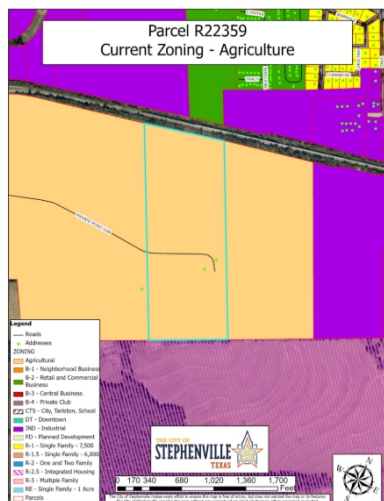 Parcel R22359
Current Zoning - Agriculture
Legend
Roads
Addresses
ZONING
Agricultural
B-1 - Neighborhood Business
B-2 - Retail and Commercial
Business
B-3 - Central Business
B-4 - Private Club
CTS - City, Tarleton, School
DT - Downtown
IND - Industrial
PD - Planned Development
R-1 - Single Family - 7,500
R-1.5 - Single Family - 6,000
R-2 - One and Two Family
R-2.5 - Integrated Housing
R-3 - Multiple Family
RE - Single Family - 1 Acre
Parcels
THE CITY OF
STEPHENVILLE
TEXAS
0 170 340 680 1,020 1,360 1,700
Feet